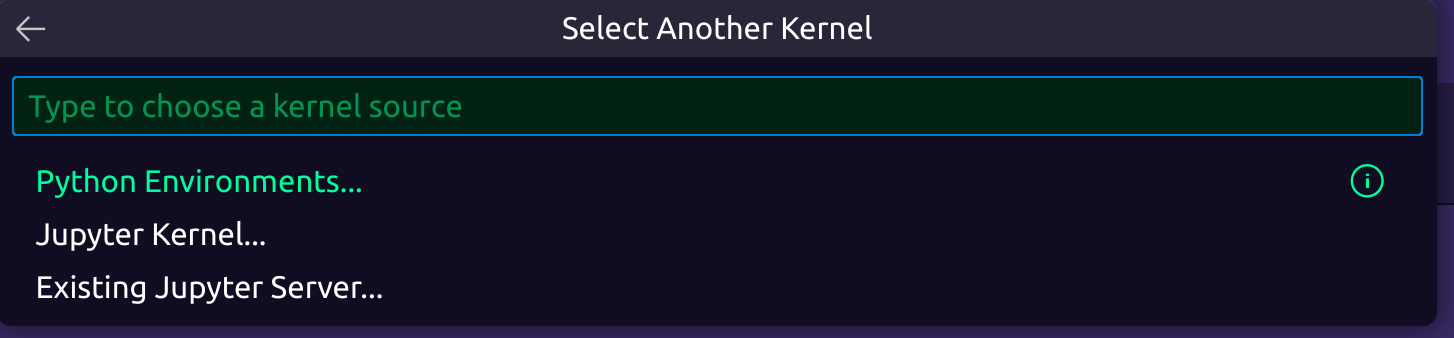 Select Another Kernel
Type to choose a kernel source
Python Environments...
Jupyter Kernel...
Existing Jupyter Server...